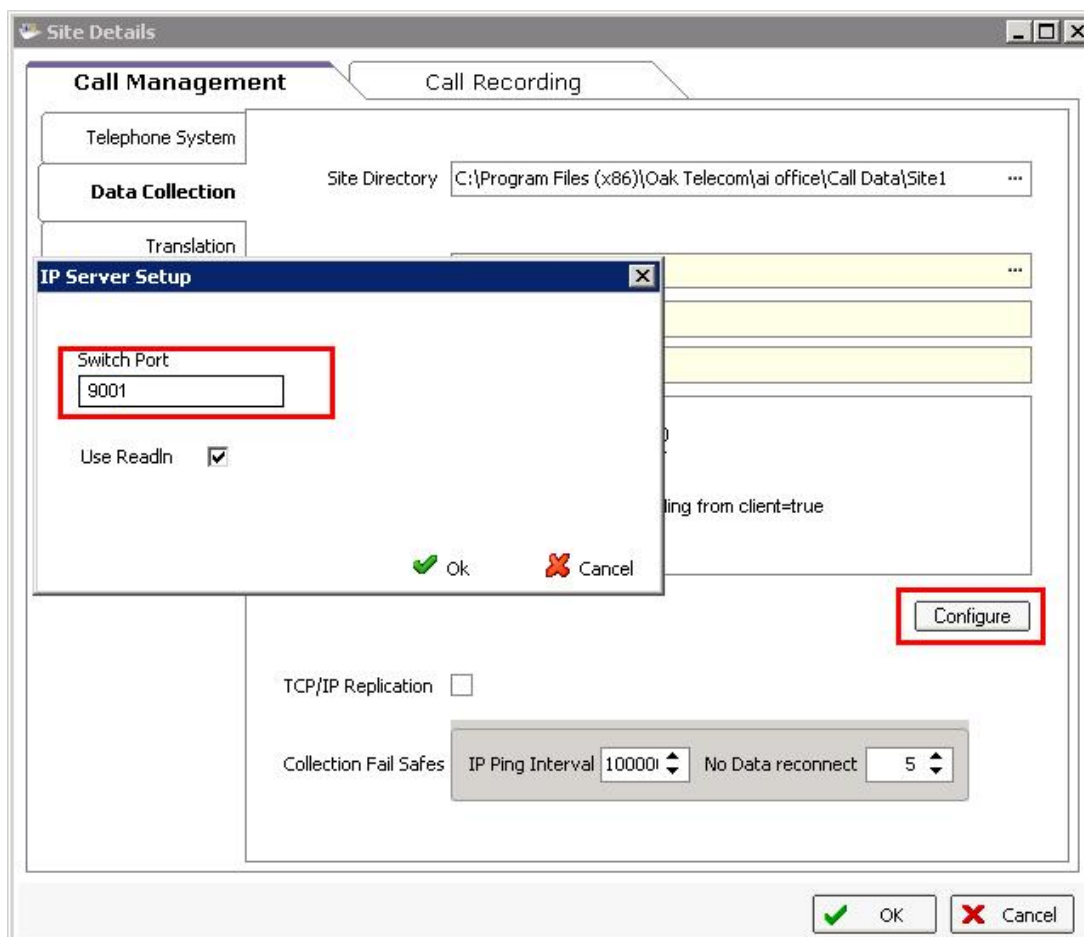 Site Details
Call Management
Call Recording
Telephone System
Data Collection
Translation
Site Directory
C:\Program Files (x86)\Oak Telecom\ai office\Call Data\Site1
...
...
IP Server Setup
Switch Port
9001
Use Readln
Ok
Cancel
from client=true
Configure
TCP/IP Replication
Collection Fail Safes
IP Ping Interval
No Data reconnect
5
OK
Cancel